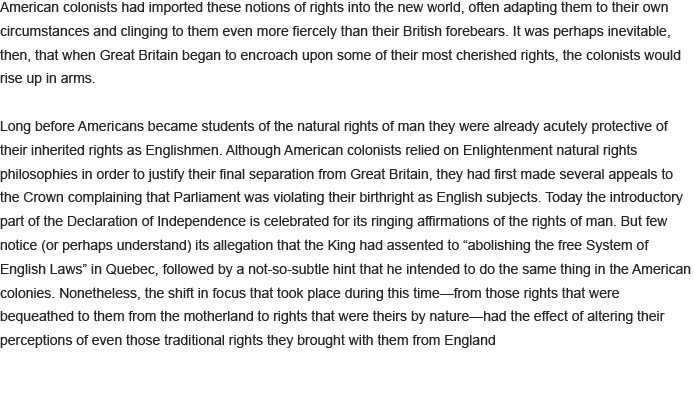 American colonists had imported these notions of rights into the new world, often adapting them to their own
circumstances and clinging to them even more fiercely than their British forebears. It was perhaps inevitable,
then, that when Great Britain began to encroach upon some of their most cherished rights, the colonists would
rise up in arms.
Long before Americans became students of the natural rights of man they were already acutely protective of
their inherited rights as Englishmen. Although American colonists relied on Enlightenment natural rights
philosophies in order to justify their final separation from Great Britain, they had first made several appeals to
the Crown complaining that Parliament was violating their birthright as English subjects. Today the introductory
part of the Declaration of Independence is celebrated for its ringing affirmations of the rights of man. But few
notice (or perhaps understand) its allegation that the King had assented to “abolishing the free System of
English Laws” in Quebec, followed by a not-so-subtle hint that he intended to do the same thing in the American
colonies. Nonetheless, the shift in focus that took place during this time—from those rights that were
bequeathed to them from the motherland to rights that were theirs by nature—had the effect of altering their
perceptions of even those traditional rights they brought with them from England